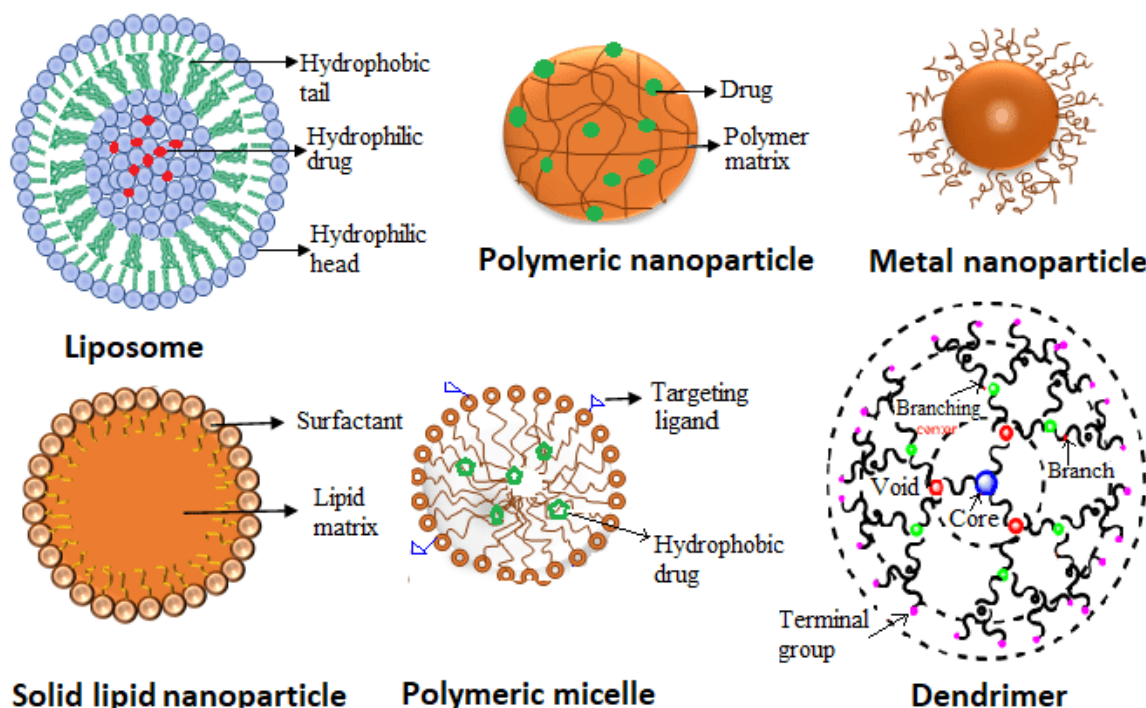 Hydrophobic
tail
Hydrophilic
drug
Hydrophilic
head
Liposome
Drug
Polymer
matrix
Polymeric nanoparticle
Metal nanoparticle
Surfactant
Lipid
matrix
Solid lipid nanoparticle
Targeting
ligand
Hydrophobic
drug
Polymeric micelle
Branching
Branch
Void
Core
Terminal
group
Dendrimer